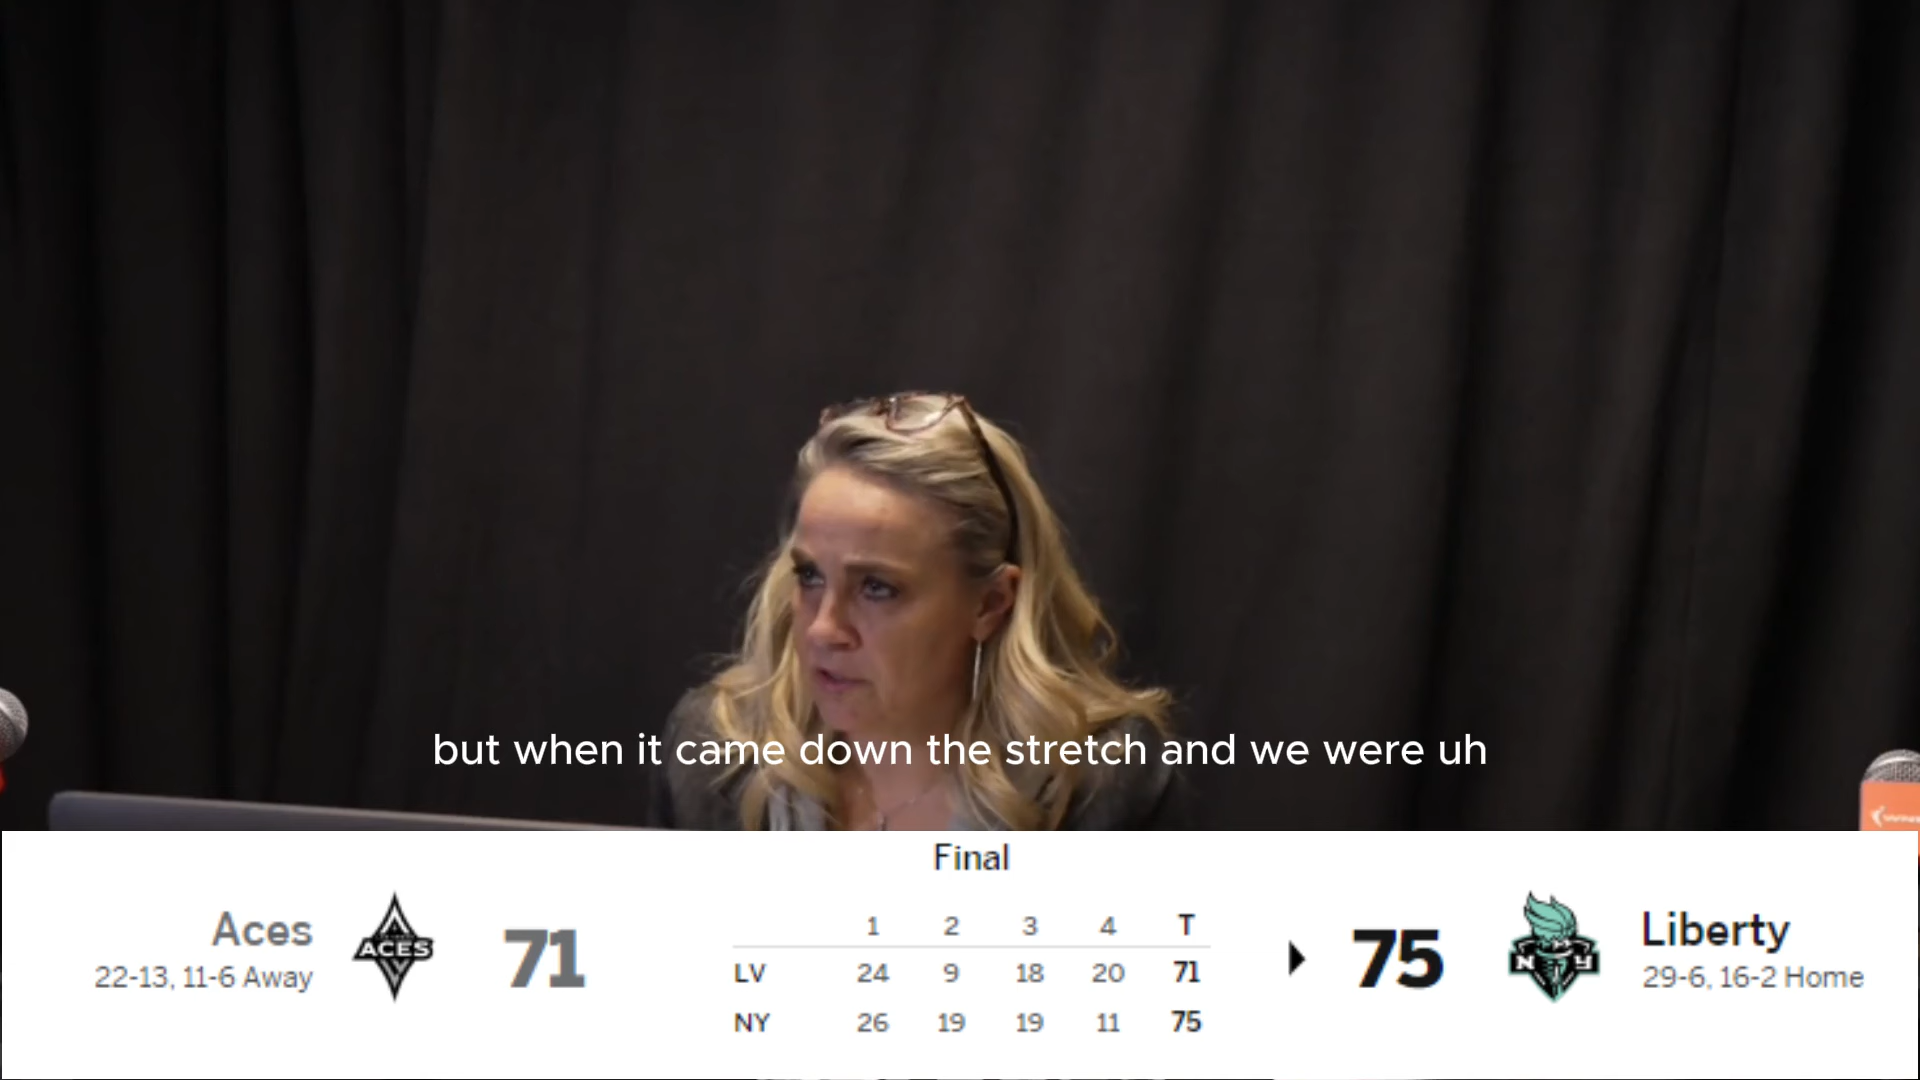 but when it came down the stretch and we were uh
Final
Aces
22-13, 11-6 Away
ACES
71
1 2 3 4 T
LV 24 9 18 20 71
NY 26 19 19 11 75
75
N Y
Liberty
29-6, 16-2 Home